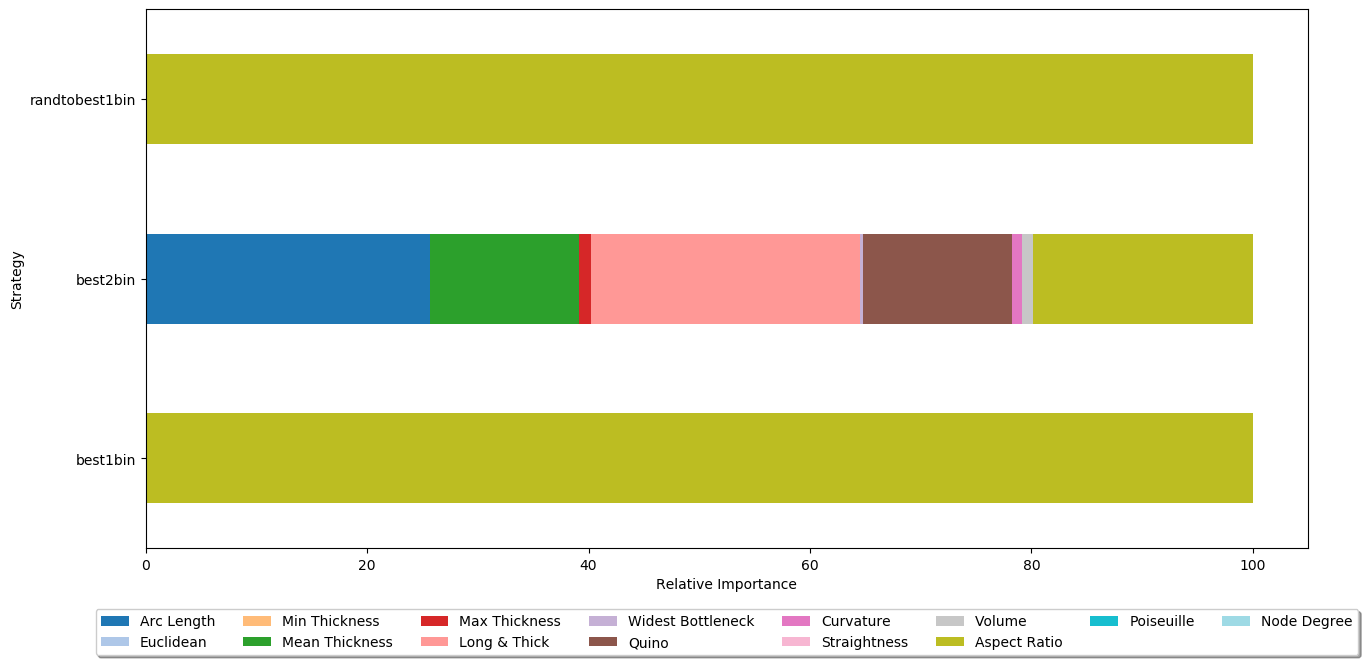 randtobest1bin
best2bin
best1bin
Strategy
0 20 40 60 80 100
Relative Importance
Arc Length Min Thickness Max Thickness Widest Bottleneck Curvature Volume Poiseuille Node Degree
Euclidean Mean Thickness Long & Thick Quino Straightness Aspect Ratio